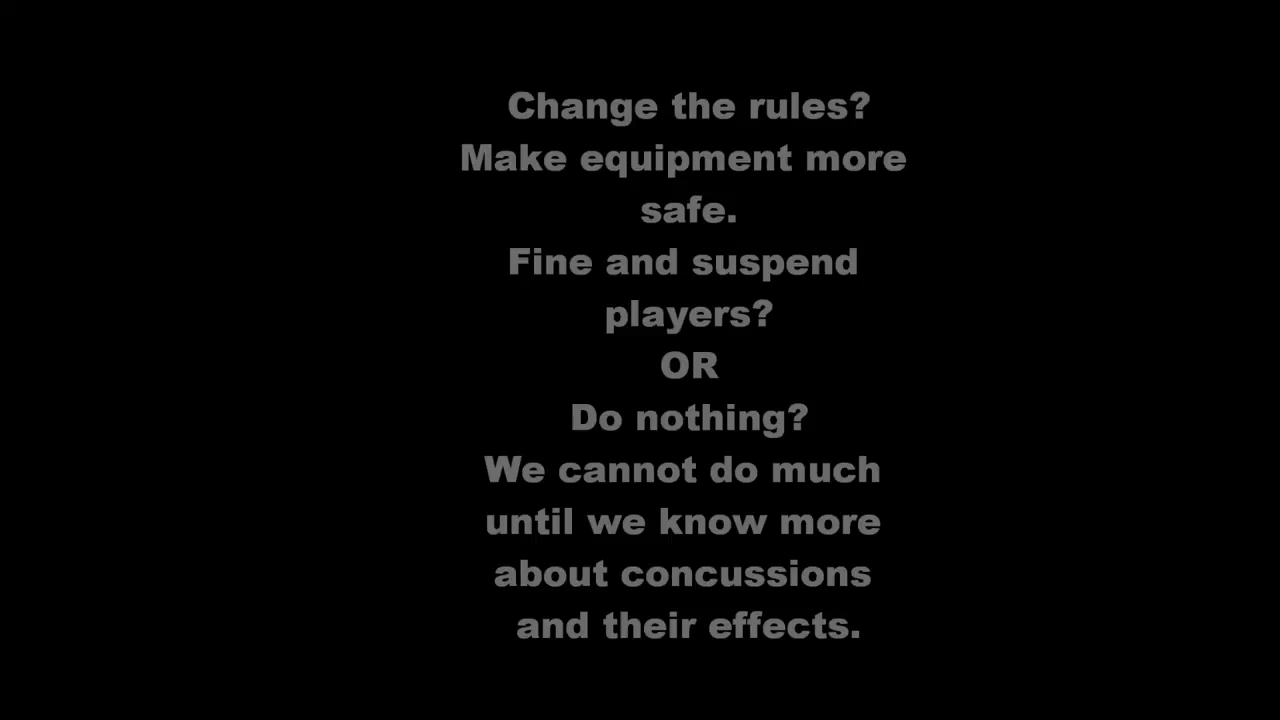 Change the rules?
Make equipment more
safe.
Fine and suspend
players?
OR
Do nothing?
We cannot do much
until we know more
about concussions
and their effects.